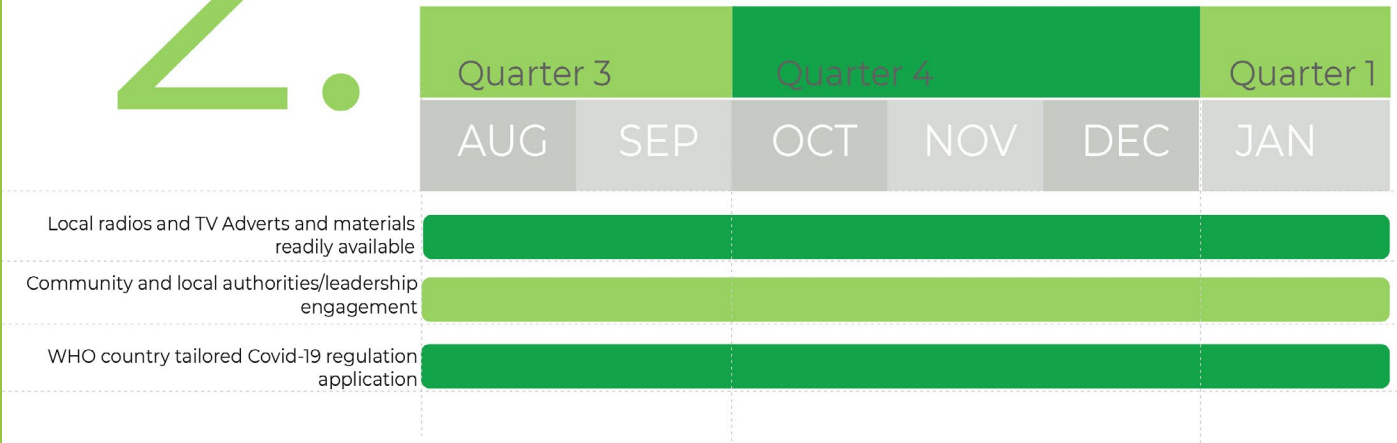 2.
Quarter 3 Quarter 4 Quarter 1
AUG SEP OCT NOV DEC JAN
Local radios and TV Adverts and materials
readily available
Community and local authorities/leadership
engagement
WHO country tailored Covid-19 regulation
application